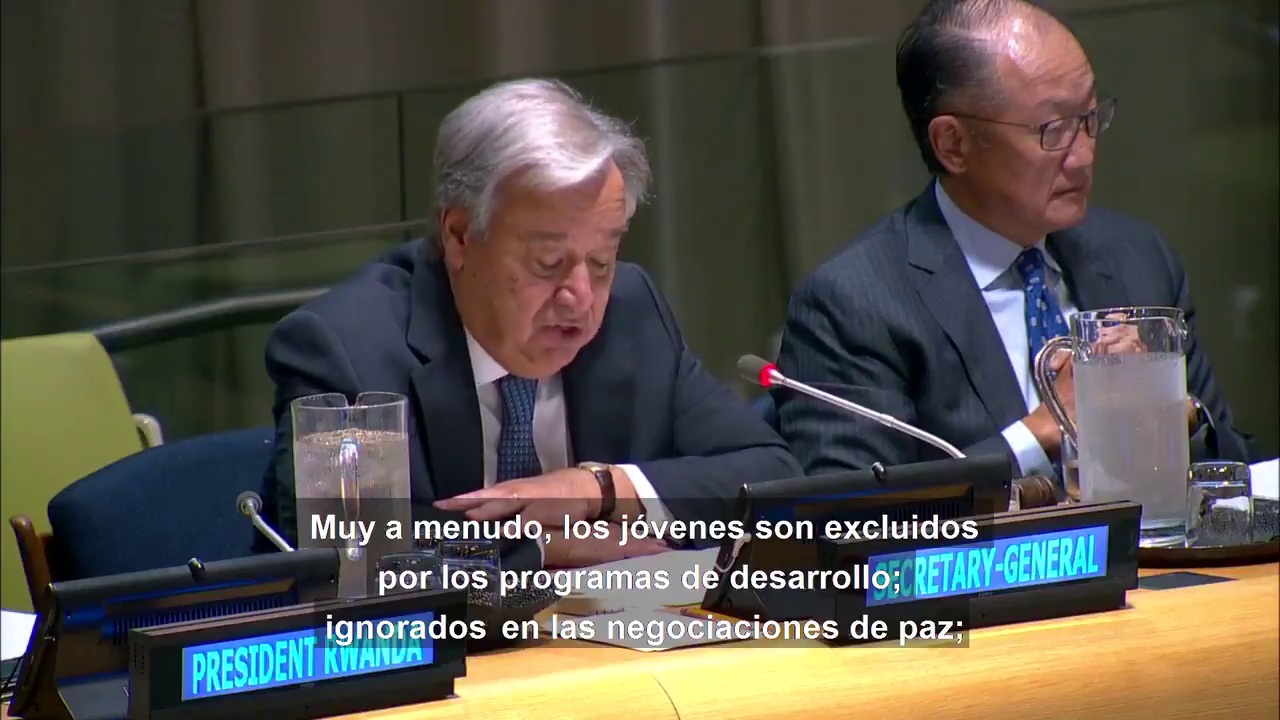 Muy a menudo, los jóvenes son excluidos
por los programas de desarrollo;
ignorados en las negociaciones de paz;
SECRETARY-GENERAL
PRESIDENT RWANDA